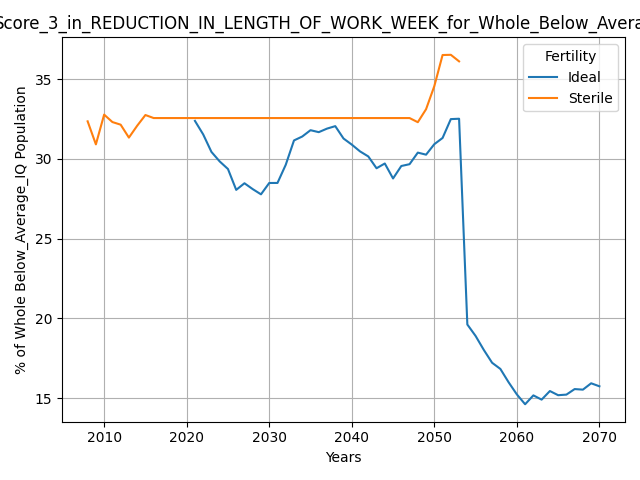 Score_3_in_REDUCTION_IN_LENGTH_OF_WORK_WEEK_for_Whole_Below_Avera
Fertility
Ideal
Sterile
% of Whole Below_Average_IQ Population
35
30
25
20
15
2010 2020 2030 2040 2050 2060 2070
Years